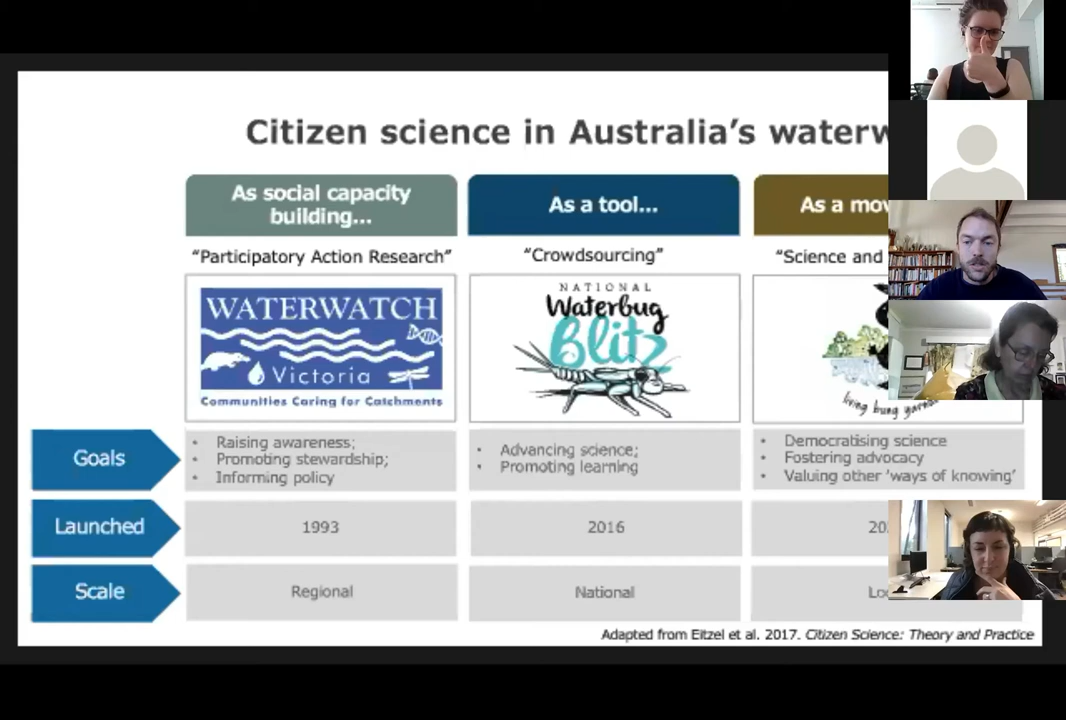 Citizen science in Australia's
As social capacity
building...
As a tool...
As a
"Participatory Action Research"
"Crowdsourcing"
"Science and
WATERWATCH
Victoria
Communities Caring for Catchments
NATIONAL
Waterbug
Blitz
living bung
Goals
• Raising awareness;
• Promoting stewardship;
• Informing policy
• Advancing science;
• Promoting learning
• Democratising science
• Fostering advocacy
• Valuing other 'ways of knowing'
Launched
1993
2016
Scale
Regional
National
Adapted from Eitzel et al. 2017. Citizen Science: Theory and Practice